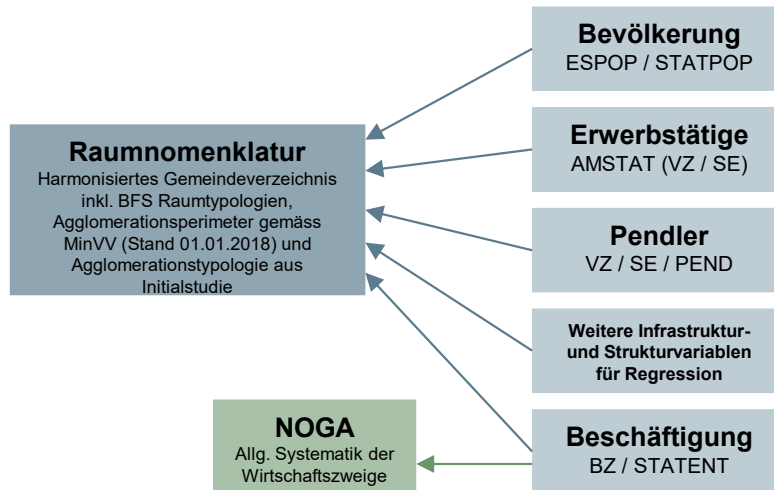 Bevölkerung
ESPOP / STATPOP
Raumnomenklatur
Harmonisiertes Gemeindeverzeichnis
inkl. BFS Raumtypologien,
Agglomerationsperimeter gemäss
MinVV (Stand 01.01.2018) und
Agglomerationstypologie aus
Initialstudie
Erwerbstätige
AMSTAT (VZ / SE)
Pendler
VZ / SE / PEND
Weitere Infrastruktur-
und Strukturvariablen
für Regression
NOGA
Allg. Systematik der
Wirtschaftszweige
Beschäftigung
BZ / STATENT